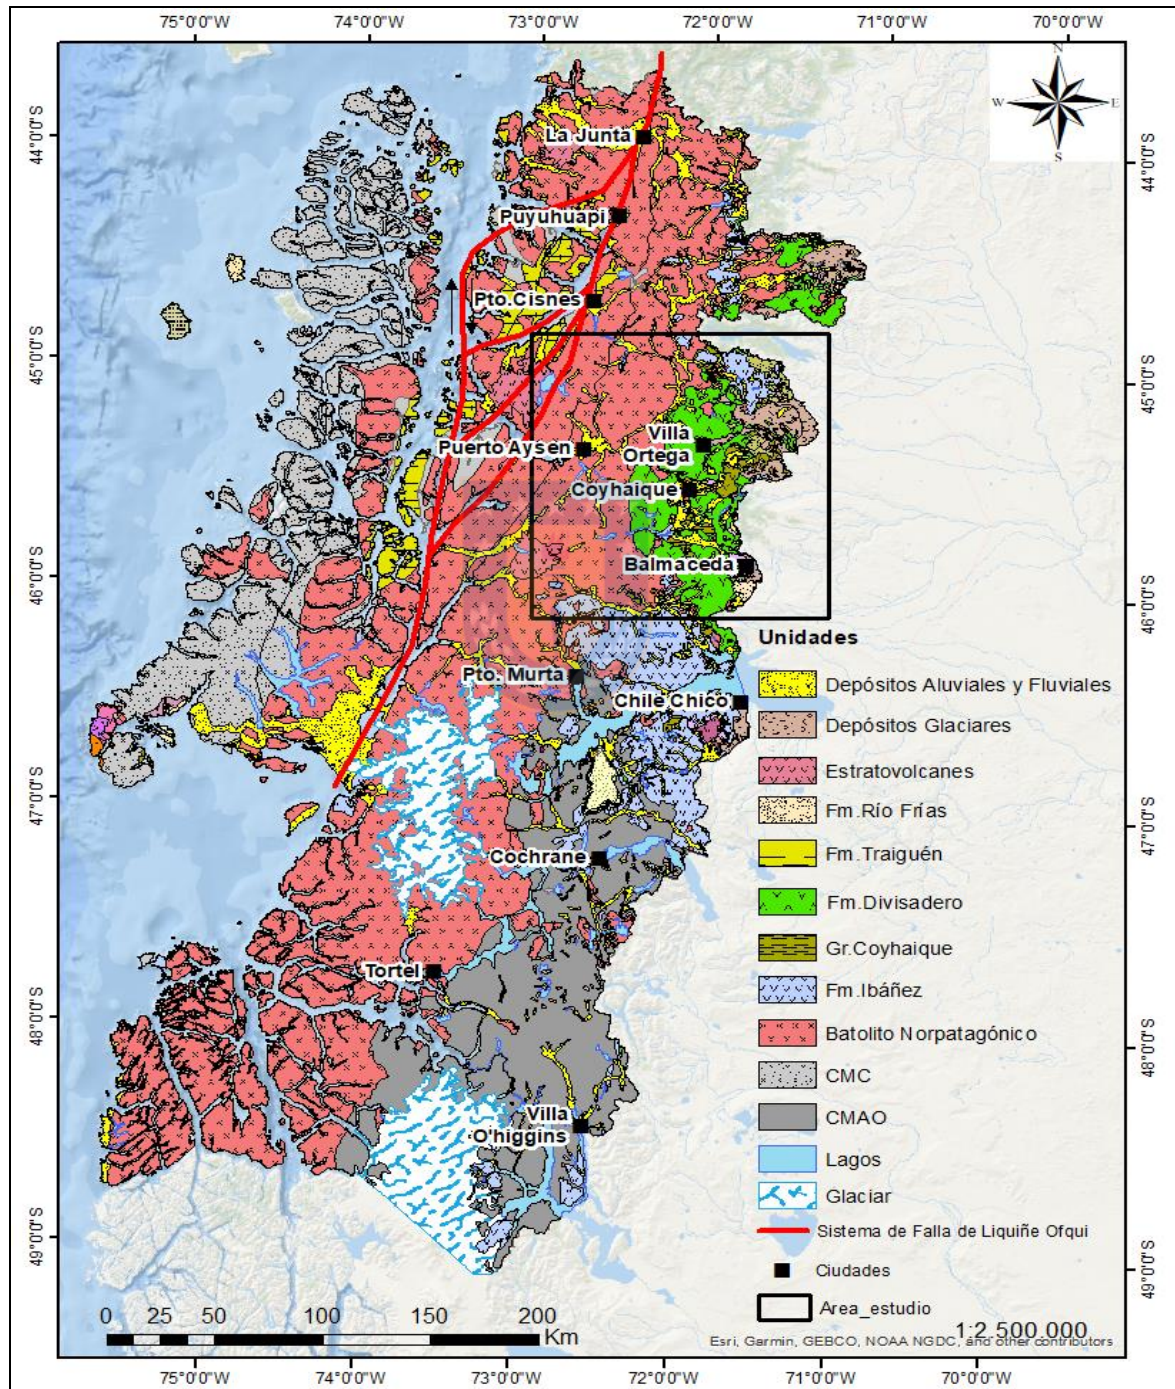 75°0'0"W 74°0'0"W 73°0'0"W 72°0'0"W 71°0'0"W 70°0'0"W
N
W E
S
44°0'0"S
44°0'0"S
La Junta
Puyuhuapi
Pto.Cisnes
45°0'0"S
45°0'0"S
Puerto Aysen
Villa
Ortega
Coyhaique
Balmaceda
46°0'0"S
46°0'0"S
Pto. Murta
Chile Chico
47°0'0"S
47°0'0"S
Cochrane
Tortel
48°0'0"S
48°0'0"S
Villa
O'higgins
49°0'0"S
49°0'0"S
Unidades
Depósitos Aluviales y Fluviales
Depósitos Glaciares
Estratovolcanes
Fm.Río Frías
Fm.Traiguén
Fm.Divisadero
Gr.Coyhaique
Fm.Ibáñez
Batolito Norpatagónico
CMC
CMAO
Lagos
Glaciar
Sistema de Falla de Liquiñe Ofqui
Ciudades
Area_estudio
0 25 50 100 150 200
Km
1:2.500.000
Esri, Garmin, GEBCO, NOAA NGDC, and other contributors
75°0'0"W 74°0'0"W 73°0'0"W 72°0'0"W 71°0'0"W 70°0'0"W